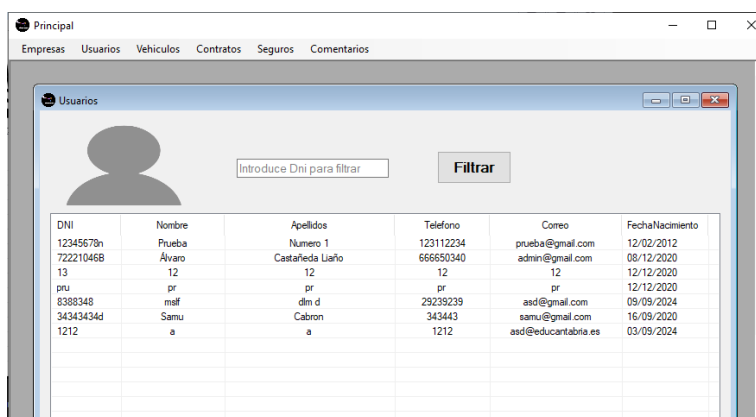 Principal
Empresas Usuarios Vehiculos Contratos Seguros Comentarios
Usuarios
Introduce Dni para filtrar Filtrar
DNI Nombre Apellidos Telefono Correo FechaNacimiento
12345678n Prueba Numero 1 123112234 prueba@gmail.com 12/02/2012
72221046B Álvaro Castañeda Liaño 666650340 admin@gmail.com 08/12/2020
13 12 12 12 12 12/12/2020
pru pr pr pr pr 12/12/2020
8388348 mslf dlm d 29239239 asd@gmail.com 09/09/2024
34343434d Samu Cabron 343443 samu@gmail.com 16/09/2020
1212 a a 1212 asd@educantabria.es 03/09/2024